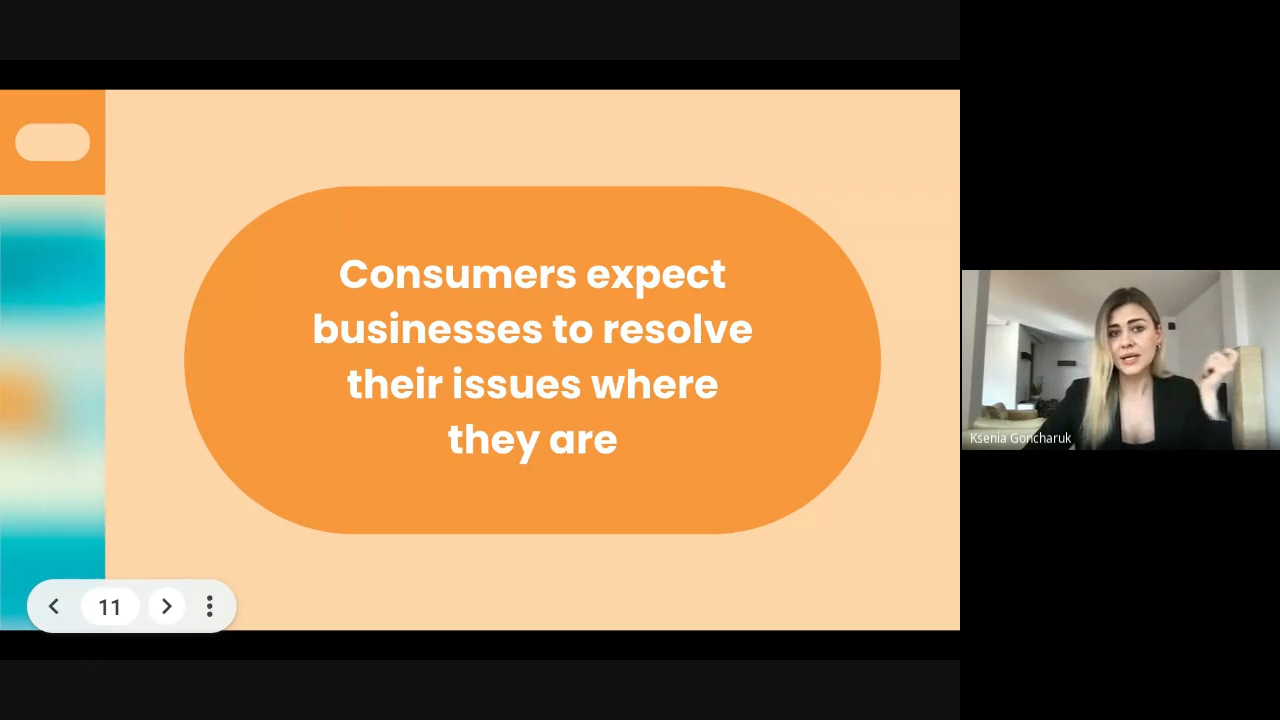 Consumers expect
businesses to resolve
their issues where
they are
11
Ksenia Goncharuk